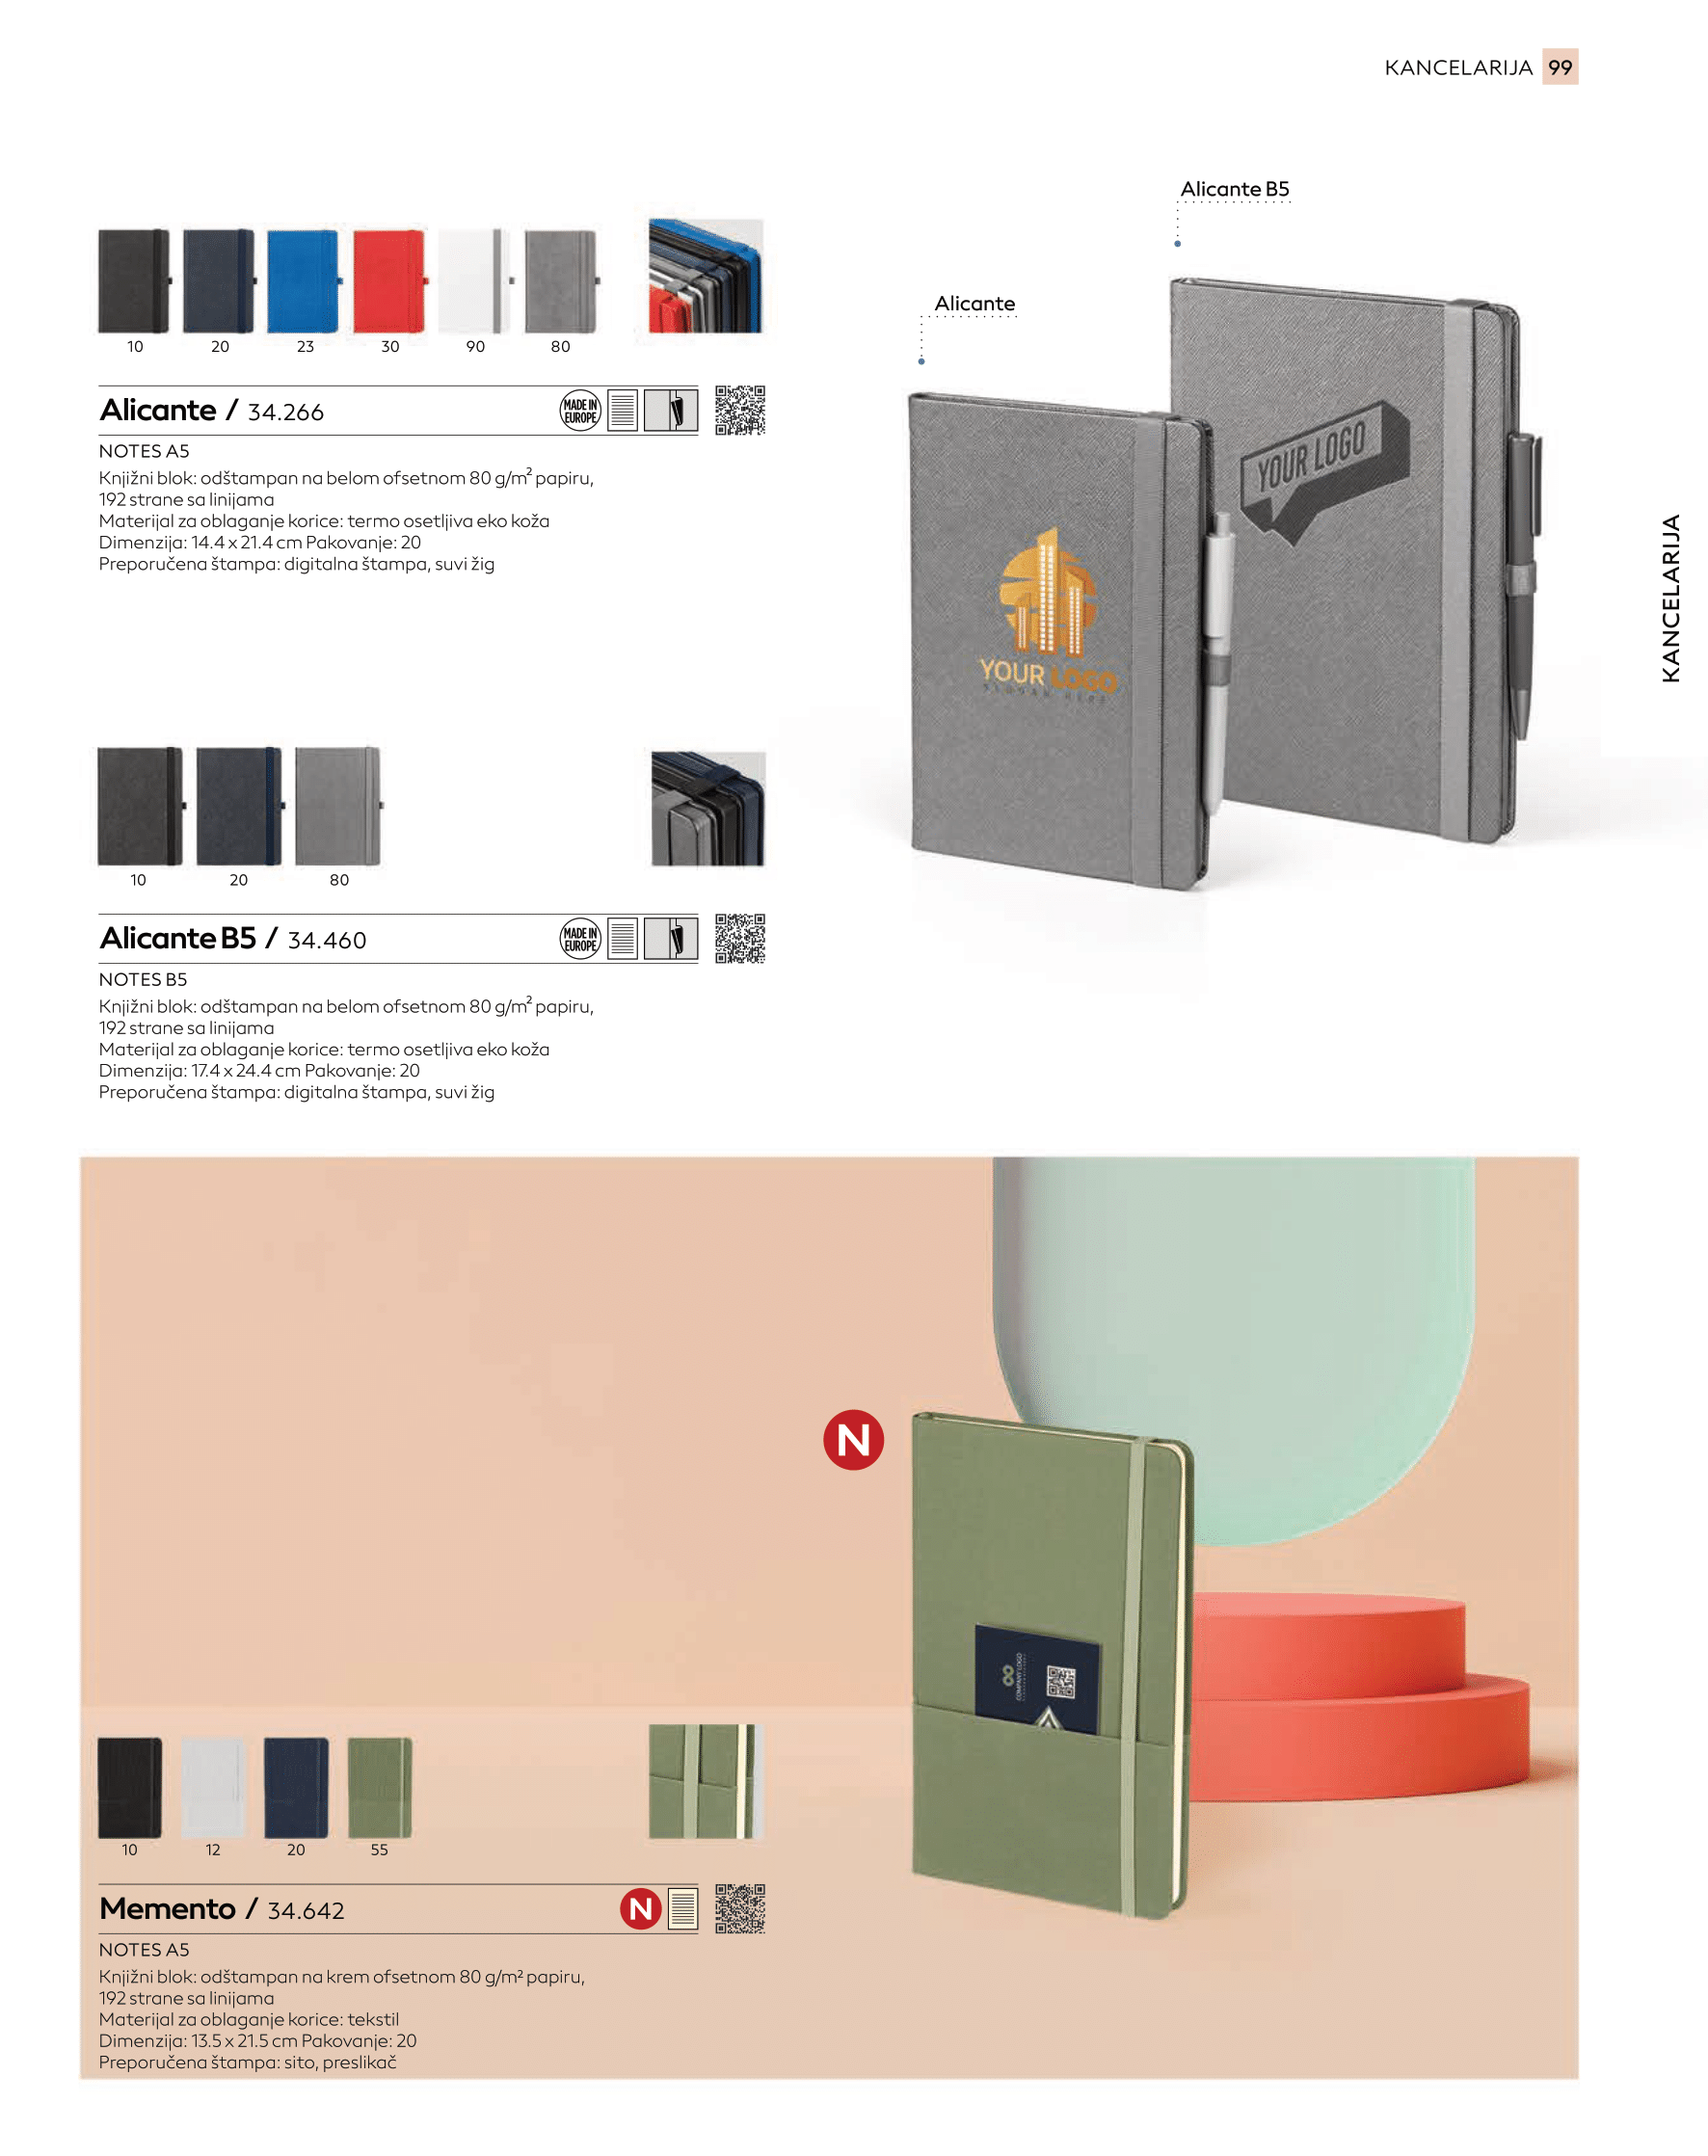 KANCELARIJA 99
Alicante B5
Alicante
10 20 23 30 90 80
Alicante / 34.266
MADE IN
EUROPE
NOTES A5
Knjižni blok: odštampan na belom ofsetnom 80 g/m² papiru,
192 strane sa linijama
Materijal za oblaganje korice: termo osetljiva eko koža
Dimenzija: 14.4 x 21.4 cm Pakovanje: 20
Preporučena štampa: digitalna štampa, suvi žig
YOUR LOGO
YOUR LOGO
SLOGAN HERE
KANCELARIJA
10 20 80
Alicante B5 / 34.460
MADE IN
EUROPE
NOTES B5
Knjižni blok: odštampan na belom ofsetnom 80 g/m² papiru,
192 strane sa linijama
Materijal za oblaganje korice: termo osetljiva eko koža
Dimenzija: 17.4 x 24.4 cm Pakovanje: 20
Preporučena štampa: digitalna štampa, suvi žig
N
COMPANY LOGO
10 12 20 55
Memento / 34.642
N
NOTES A5
Knjižni blok: odštampan na krem ofsetnom 80 g/m² papiru,
192 strane sa linijama
Materijal za oblaganje korice: tekstil
Dimenzija: 13.5 x 21.5 cm Pakovanje: 20
Preporučena štampa: sito, preslikač